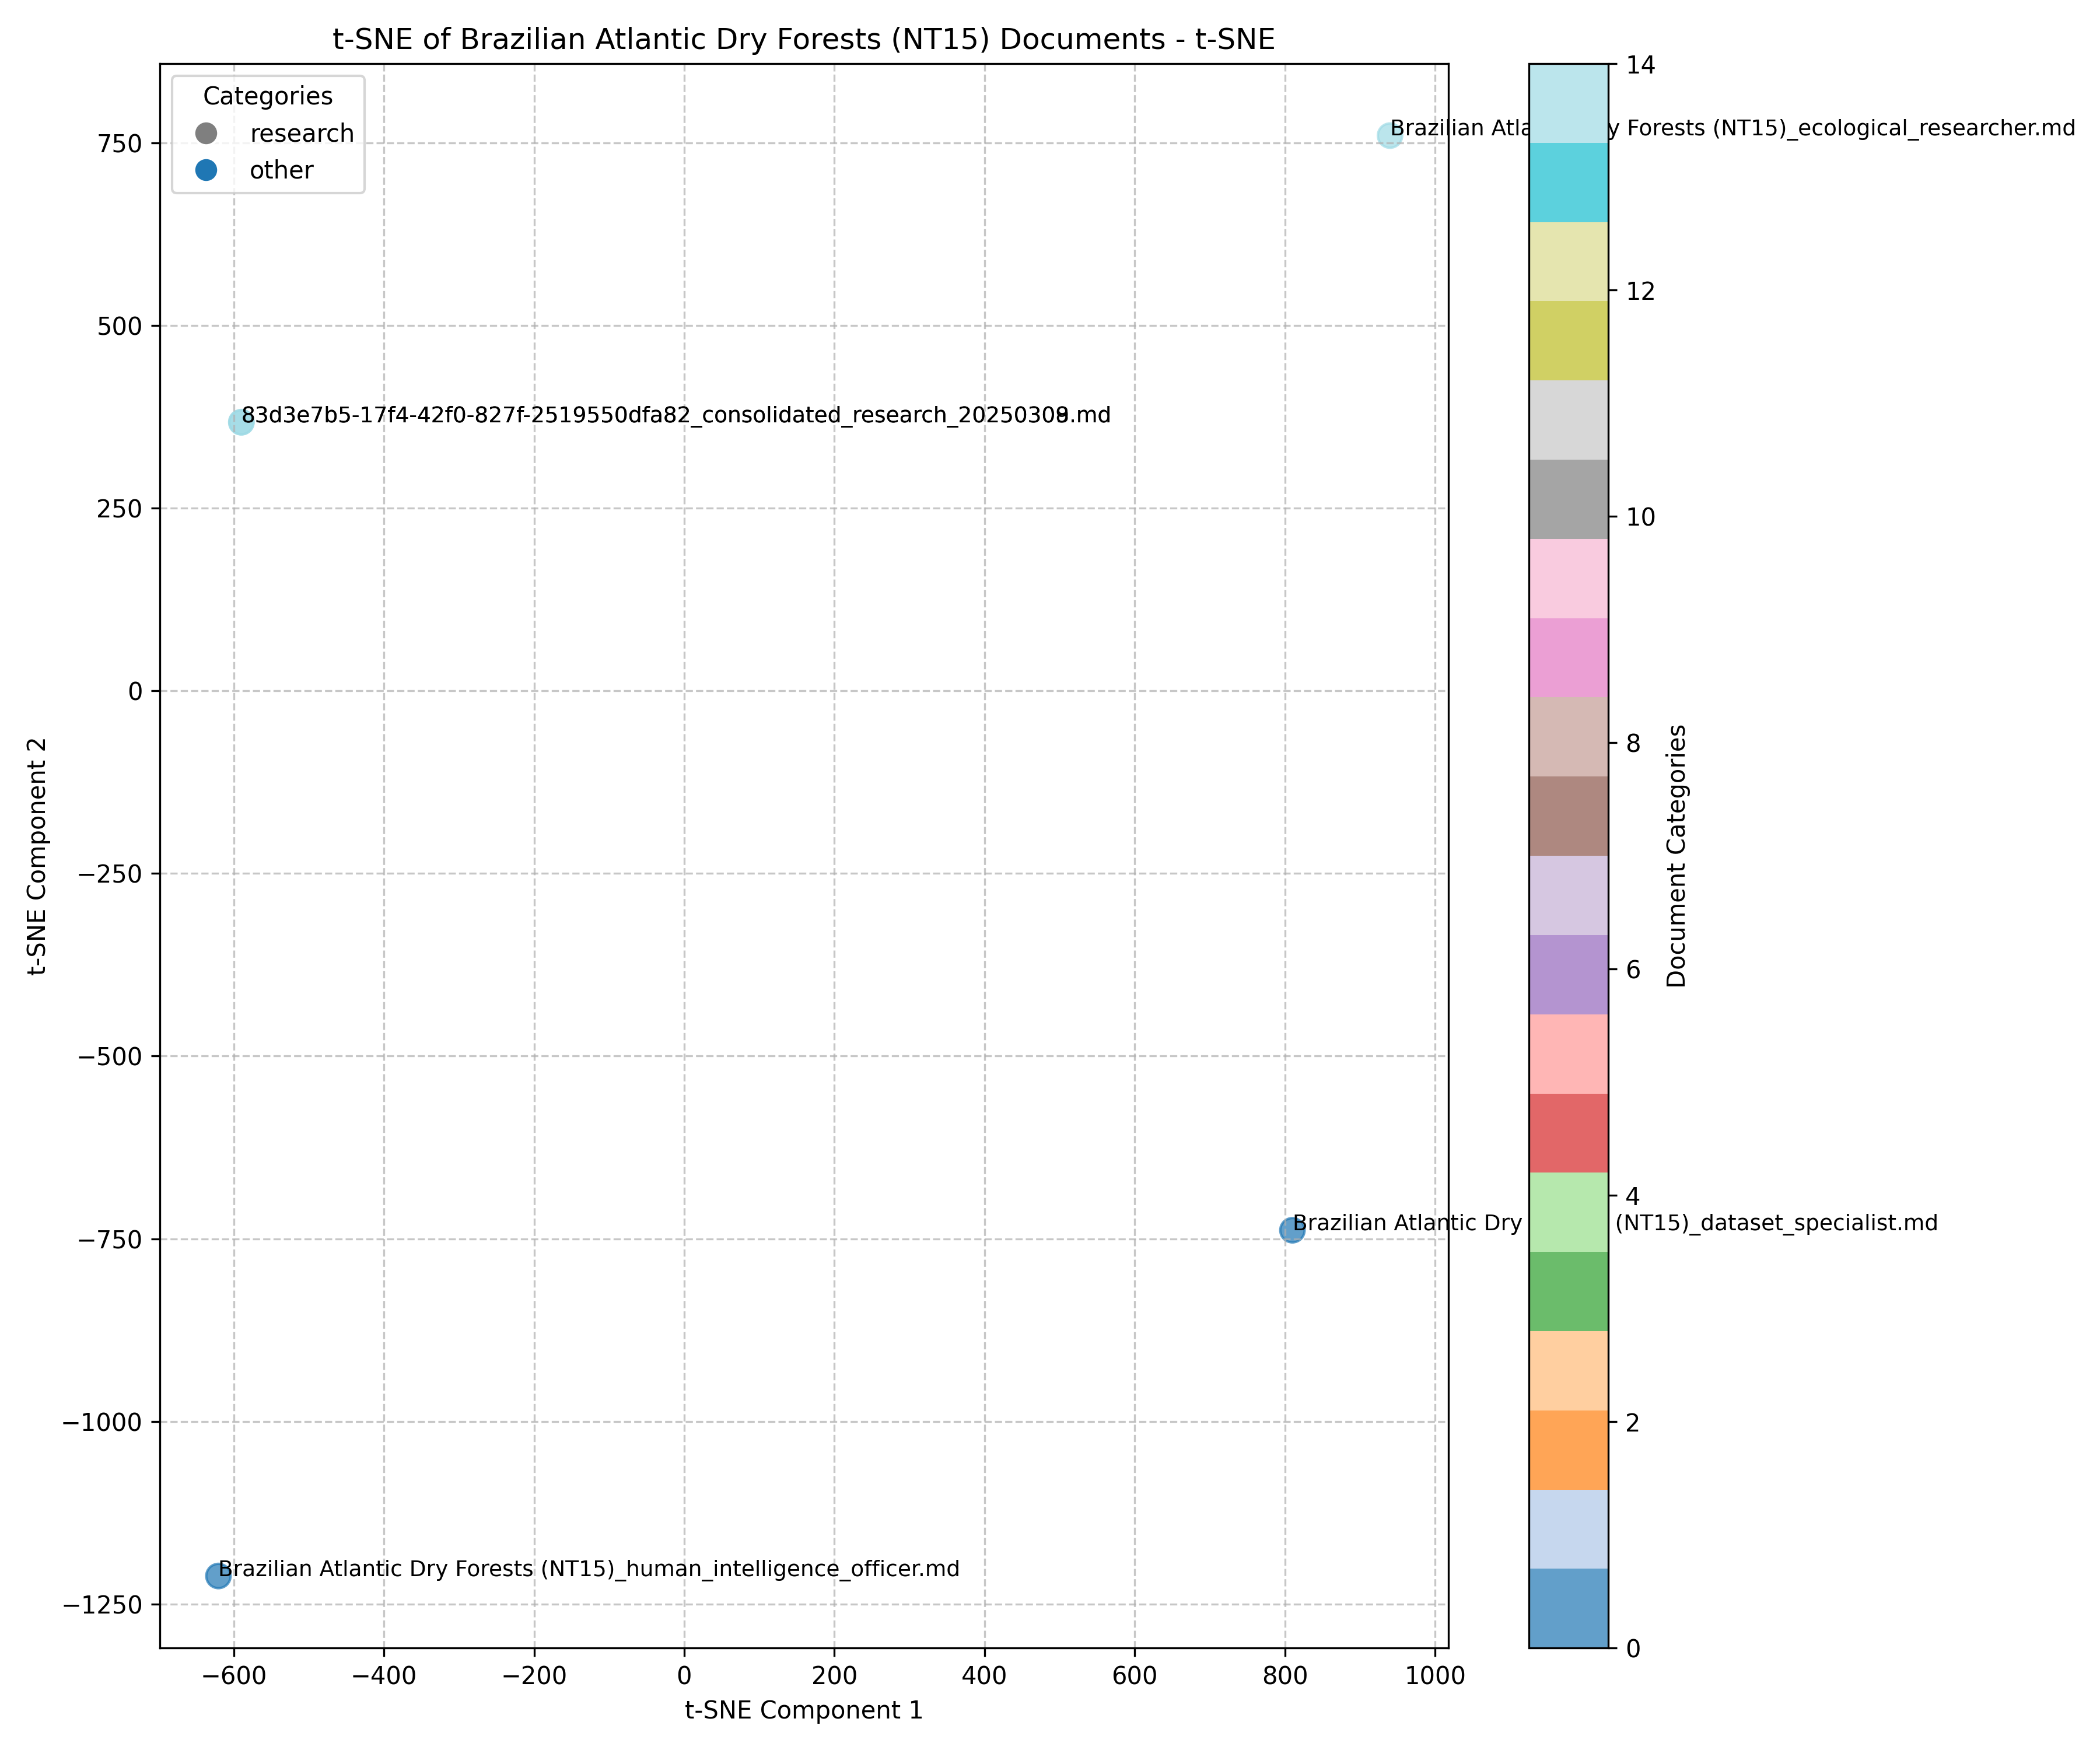 t-SNE of Brazilian Atlantic Dry Forests (NT15) Documents - t-SNE
Categories
research
other
Brazilian Atla
y Forests (NT15)_ecological_researcher.md
83d3e7b5-17f4-42f0-827f-2519550dfa82_consolidated_research_
Brazilian Atlantic Dry
(NT15)_dataset_specialist.md
Brazilian Atlantic Dry Forests (NT15)_human_intelligence_officer.md
t-SNE Component 2
750
500
250
0
−250
−500
−750
−1000
−1250
−600
−400
−200
0
200
400
600
800
1000
t-SNE Component 1
14
12
10
8
6
4
2
0
Document Categories